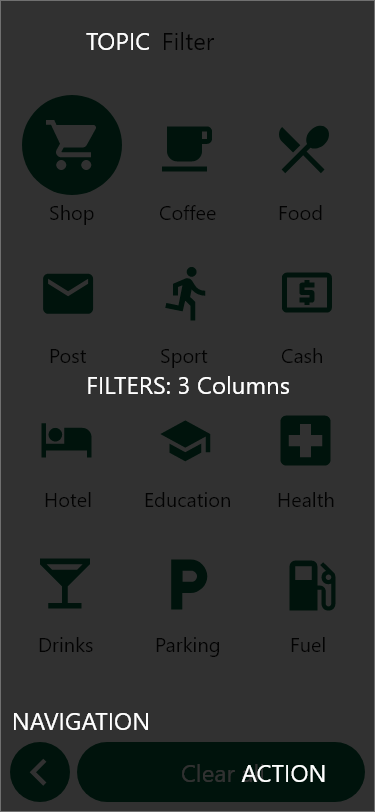 TOPIC Filter
Shop Coffee Food
$
Post Sport Cash
FILTERS: 3 Columns
Hotel Education Health
P
Drinks Parking Fuel
NAVIGATION
Clear all
ACTION